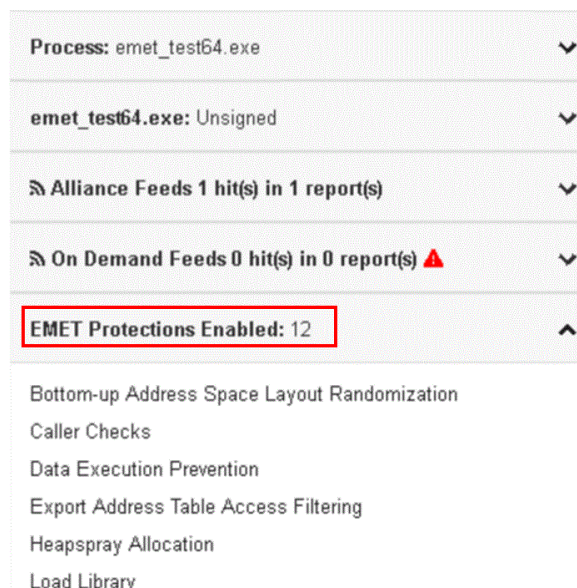 Process: emet_test64.exe
emet_test64.exe: Unsigned
Alliance Feeds 1 hit(s) in 1 report(s)
On Demand Feeds 0 hit(s) in 0 report(s)
EMET Protections Enabled: 12
Bottom-up Address Space Layout Randomization
Caller Checks
Data Execution Prevention
Export Address Table Access Filtering
Heapspray Allocation
Load Library